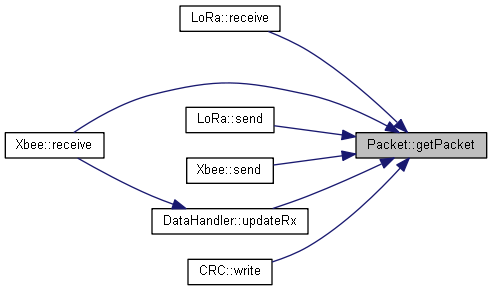 LoRa::receive
Xbee::receive
LoRa::send
Packet::getPacket
Xbee::send
DataHandler::updateRx
CRC::write